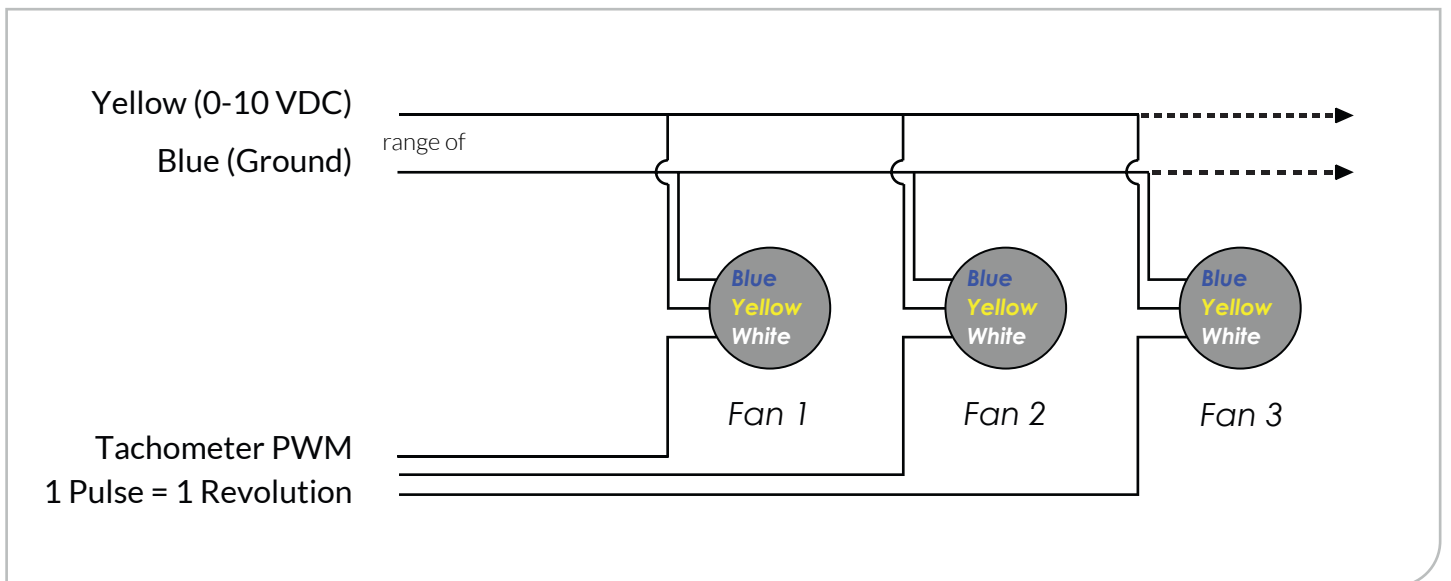 Yellow (0-10 VDC)
range of
Blue (Ground)
Blue
Yellow
White
Fan 1
Blue
Yellow
White
Fan 2
Blue
Yellow
White
Fan 3
Tachometer PWM
1 Pulse = 1 Revolution